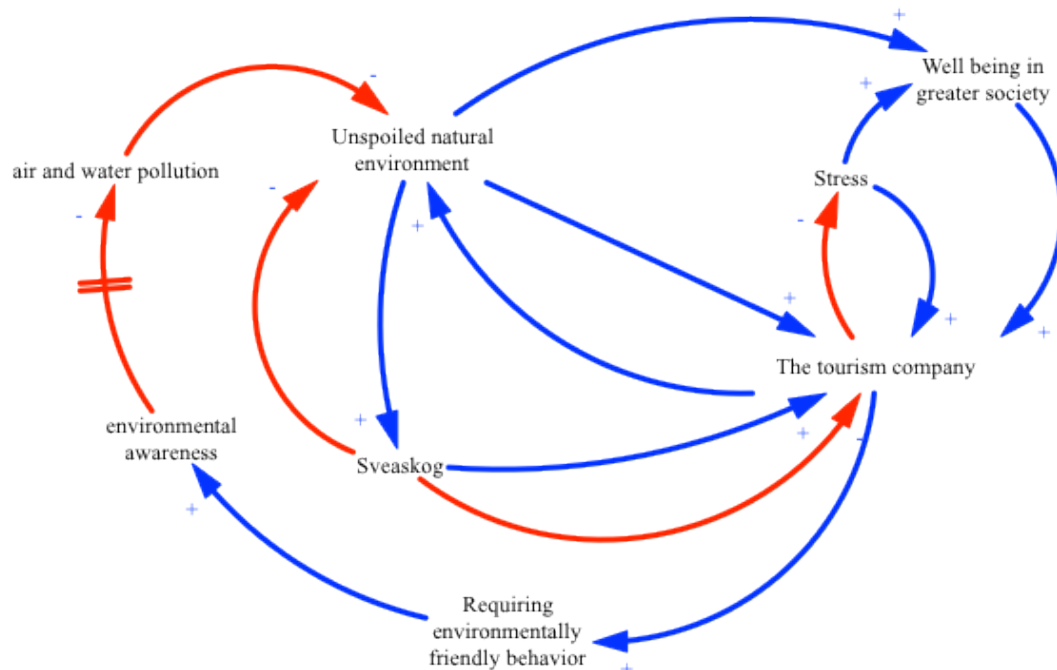 +
Well being in
greater society
-
+
Unspoiled natural
environment
air and water pollution
Stress
-
-
-
+
+
+
+
The tourism company
environmental
awareness
+
+
-
Sveaskog
+
Requiring
environmentally
friendly behavior
+